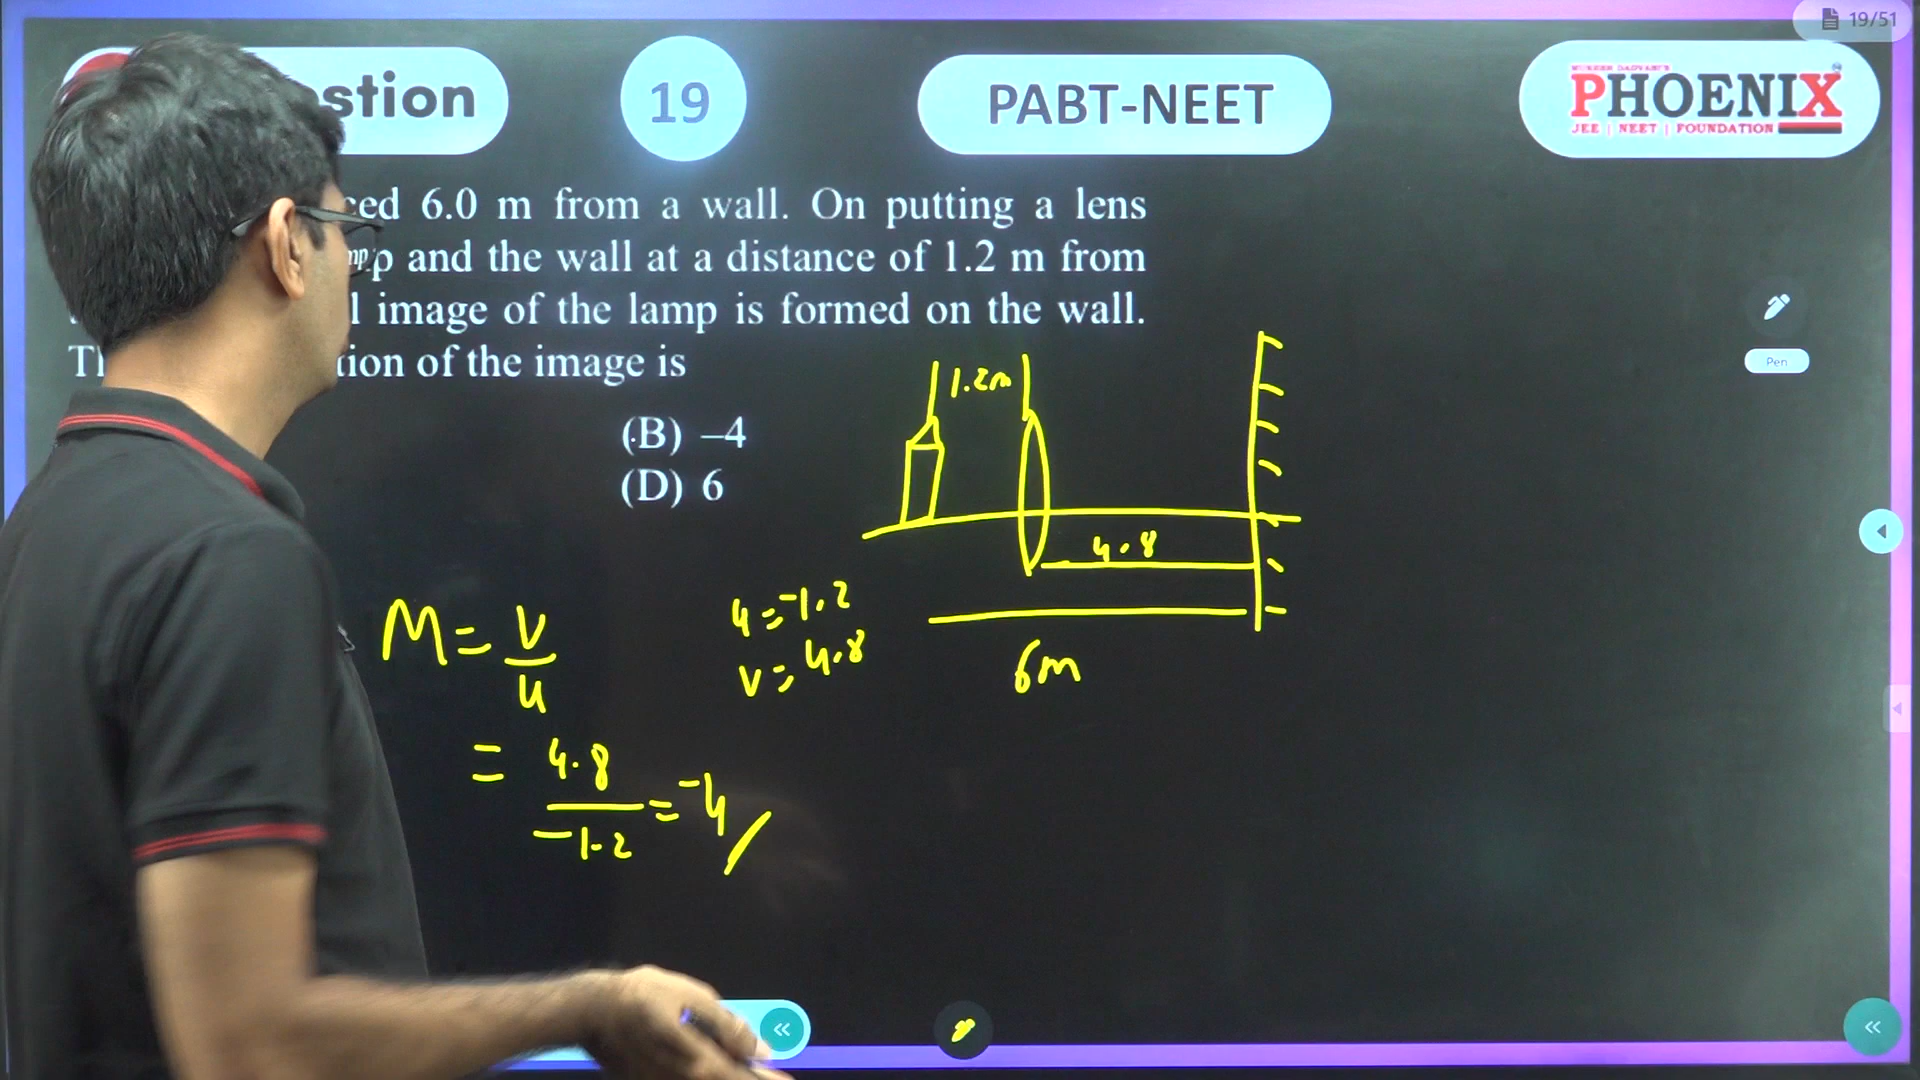 19/51
stion
19
PABT-NEET
MUKESH DADWAL'S
PHOENIX
JEE | NEET | FOUNDATION
ced 6.0 m from a wall. On putting a lens
mp and the wall at a distance of 1.2 m from
l image of the lamp is formed on the wall.
tion of the image is
(B) –4
(D) 6
Pen
1.2m
4.8
6m
u = -1.2
v = 4.8
M = v/u
= 4.8/-1.2 = -4